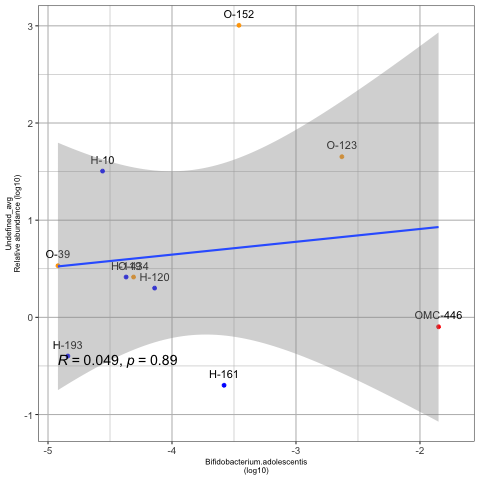 O-152
3
O-123
2
H-10
1
O-39
H-120
0
OMC-446
H-193
R = 0.049, p = 0.89
H-161
-1
-5
-4
-3
-2
Undefined_avg
Relative abundance (log10)
Bifidobacterium.adolescentis
(log10)